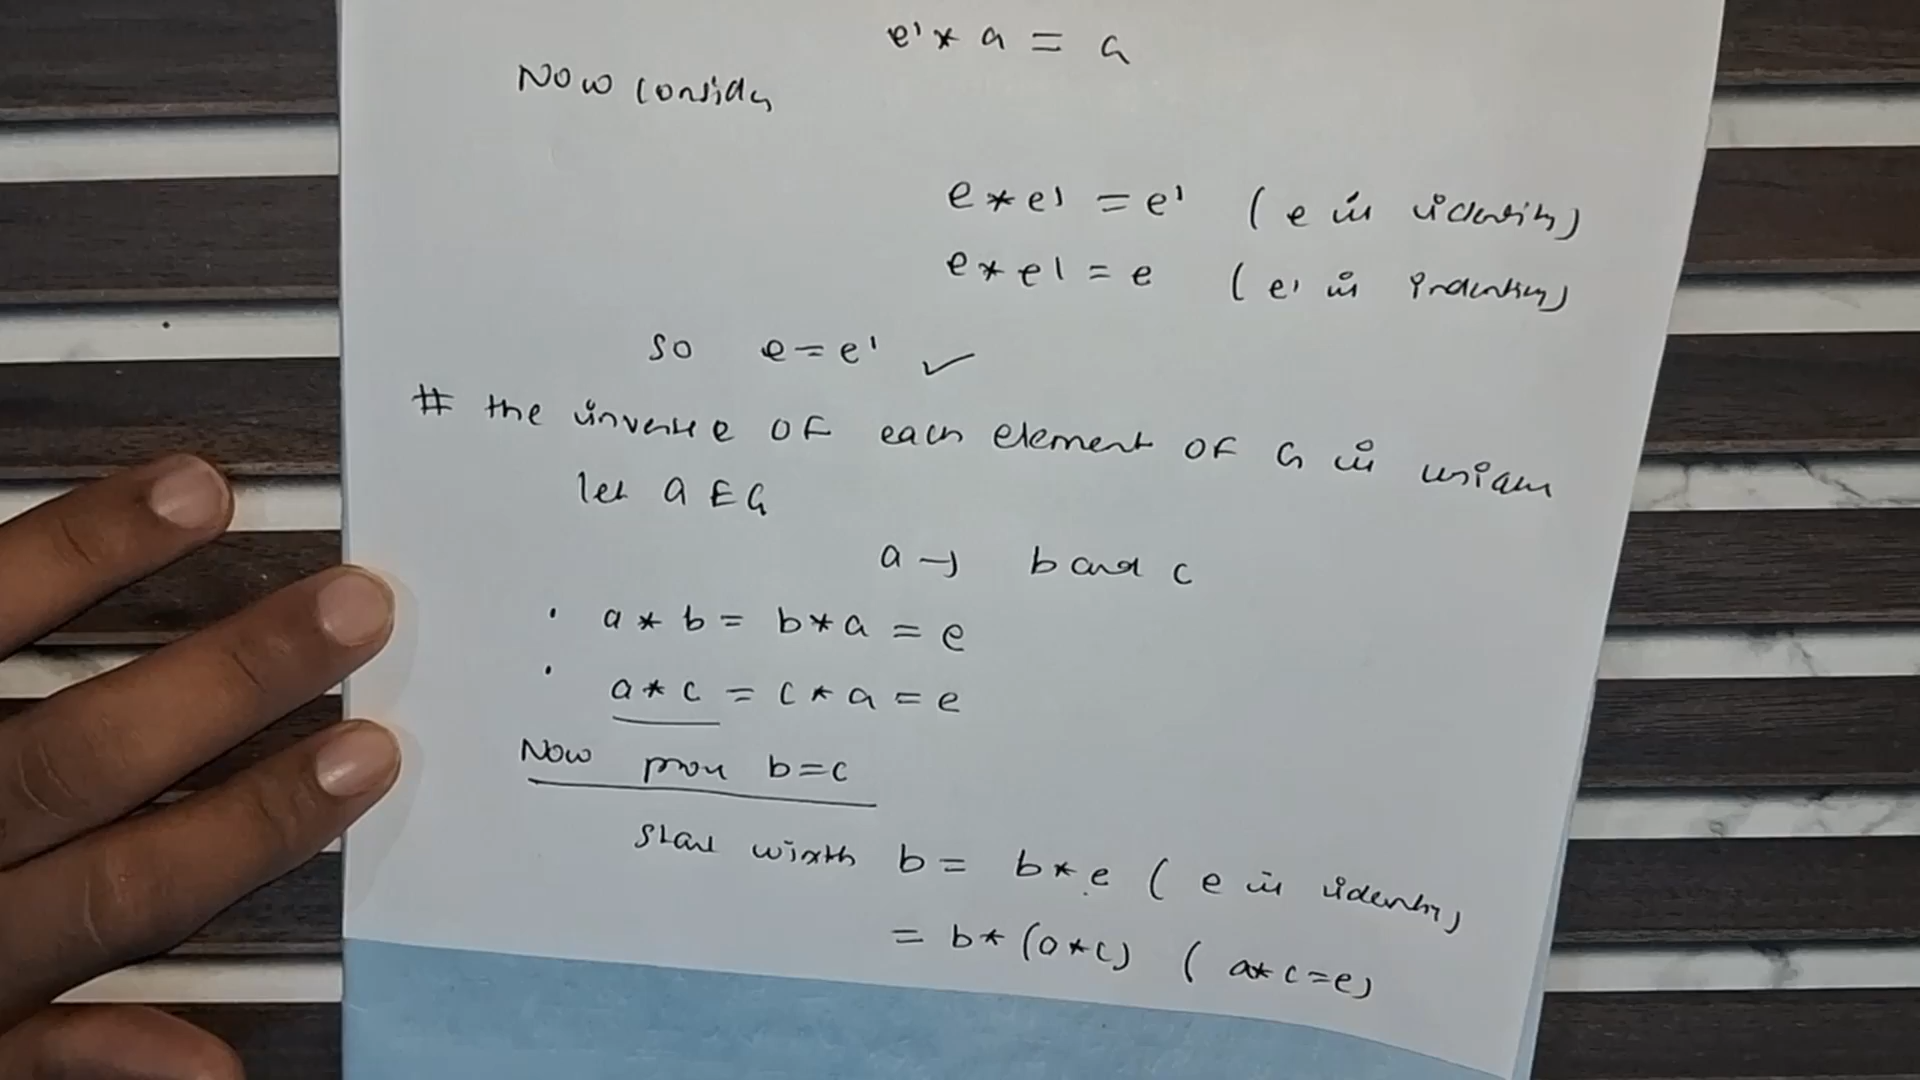 e' * a = a
Now consider
e * e' = e' (e is identity)
e * e' = e (e' is indentity)
so e = e' ✓
# the inverse of each element of G is unique
let a ∈ G
a → b and c
• a * b = b * a = e
• a * c = c * a = e
Now prove b = c
start with b = b * e (e is identity)
= b * (a * c) (a * c = e)